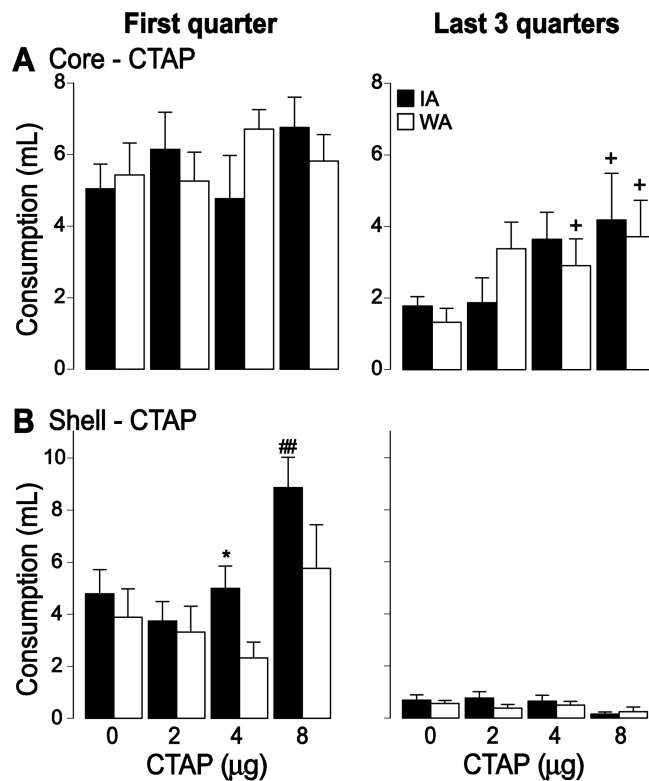 First quarter
Last 3 quarters
A Core - CTAP
Consumption (mL)
8
6
4
2
0
8
6
4
2
0
IA
WA
+
+
+
B Shell - CTAP
Consumption (mL)
10
8
6
4
2
0
*
##
0 2 4 8
CTAP (µg)
0 2 4 8
CTAP (µg)